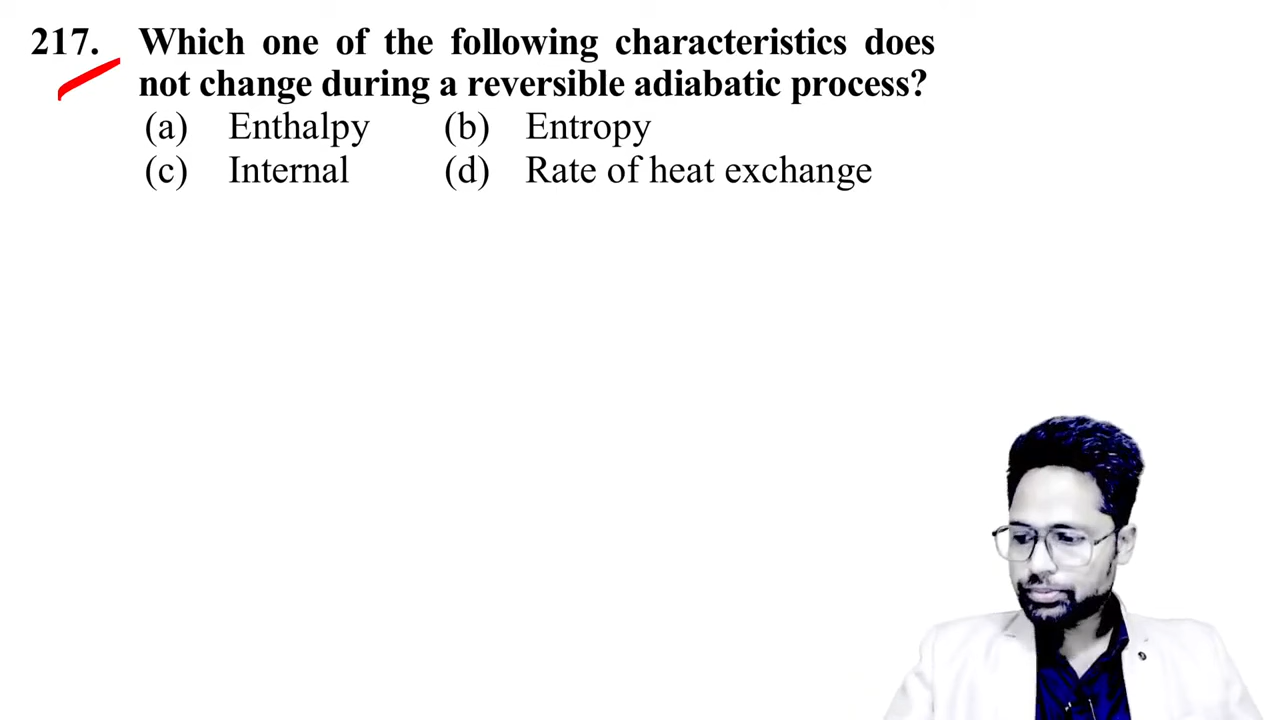 217. Which one of the following characteristics does
not change during a reversible adiabatic process?
(a) Enthalpy (b) Entropy
(c) Internal (d) Rate of heat exchange